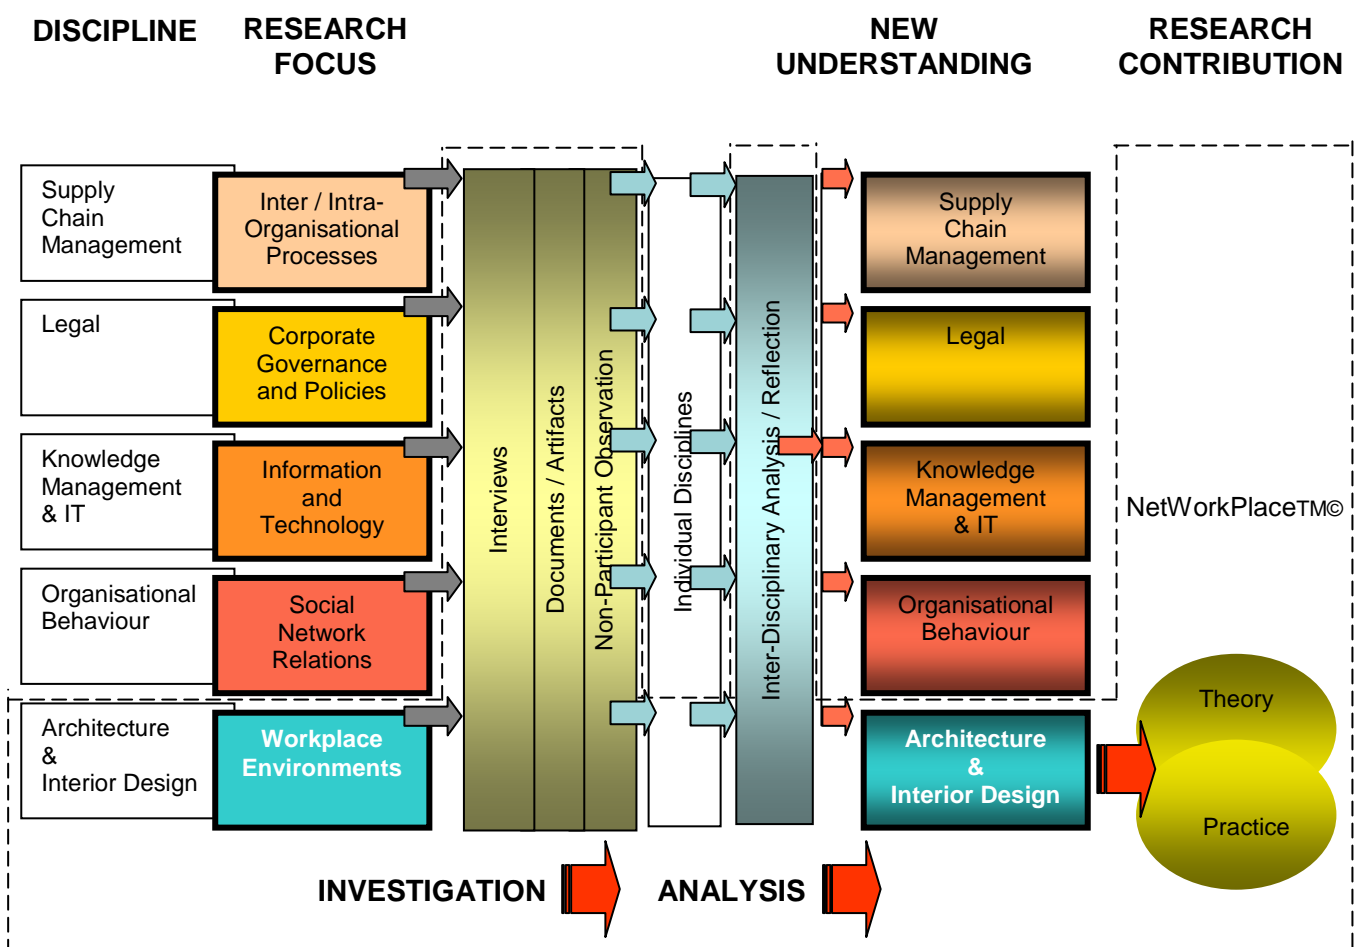 DISCIPLINE
RESEARCH
FOCUS
NEW
UNDERSTANDING
RESEARCH
CONTRIBUTION
Supply
Chain
Management
Inter / Intra-
Organisational
Processes
Legal
Corporate
Governance
and Policies
Knowledge
Management
& IT
Information
and
Technology
Organisational
Behaviour
Social
Network
Relations
Architecture
&
Interior Design
Workplace
Environments
Interviews
Documents / Artifacts
Non-Participant Observation
Individual Disciplines
Inter-Disciplinary Analysis / Reflection
Supply
Chain
Management
Legal
Knowledge
Management
& IT
Organisational
Behaviour
Architecture
&
Interior Design
NetWorkPlaceTM©
Theory
Practice
INVESTIGATION
ANALYSIS